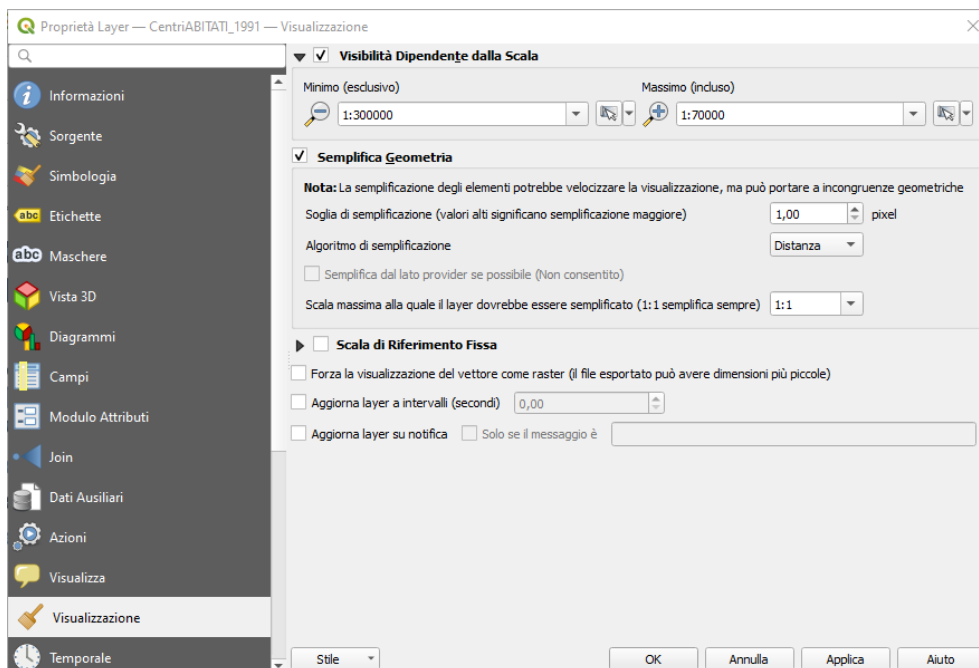 Proprietà Layer — CentriABITATI_1991 — Visualizzazione
Informazioni
Sorgente
Simbologia
abc Etichette
abc Maschere
Vista 3D
Diagrammi
Campi
Modulo Attributi
Join
Dati Ausiliari
Azioni
Visualizza
Visualizzazione
Temporale
Visibilità Dipendente dalla Scala
Minimo (esclusivo) Massimo (incluso)
1:300000 1:70000
Semplifica Geometria
Nota: La semplificazione degli elementi potrebbe velocizzare la visualizzazione, ma può portare a incongruenze geometriche
Soglia di semplificazione (valori alti significano semplificazione maggiore) 1,00 pixel
Algoritmo di semplificazione Distanza
Semplifica dal lato provider se possibile (Non consentito)
Scala massima alla quale il layer dovrebbe essere semplificato (1:1 semplifica sempre) 1:1
Scala di Riferimento Fissa
Forza la visualizzazione del vettore come raster (il file esportato può avere dimensioni più piccole)
Aggiorna layer a intervalli (secondi) 0,00
Aggiorna layer su notifica Solo se il messaggio è
Stile OK Annulla Applica Aiuto